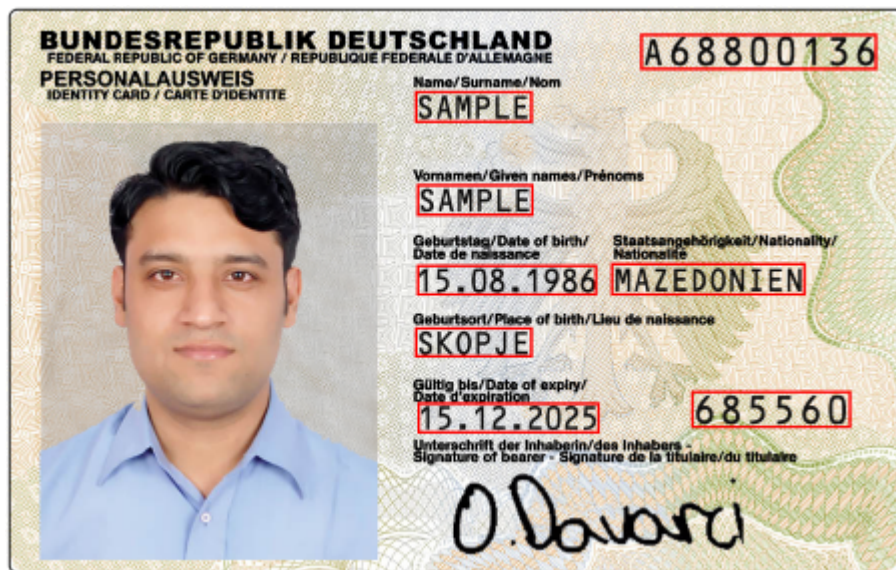 BUNDESREPUBLIK DEUTSCHLAND
FEDERAL REPUBLIC OF GERMANY / REPUBLIQUE FEDERALE D'ALLEMAGNE
PERSONALAUSWEIS
IDENTITY CARD / CARTE D'IDENTITE
A68800136
Name/Surname/Nom
SAMPLE
Vornamen/Given names/Prénoms
SAMPLE
Geburtstag/Date of birth/
Date de naissance
15.08.1986
Staatsangehörigkeit/Nationality/
Nationalité
MAZEDONIEN
Geburtsort/Place of birth/Lieu de naissance
SKOPJE
Gültig bis/Date of expiry/
Date d'expiration
15.12.2025
685560
Unterschrift der Inhaberin/des Inhabers -
Signature of bearer - Signature de la titulaire/du titulaire
O. Davarci